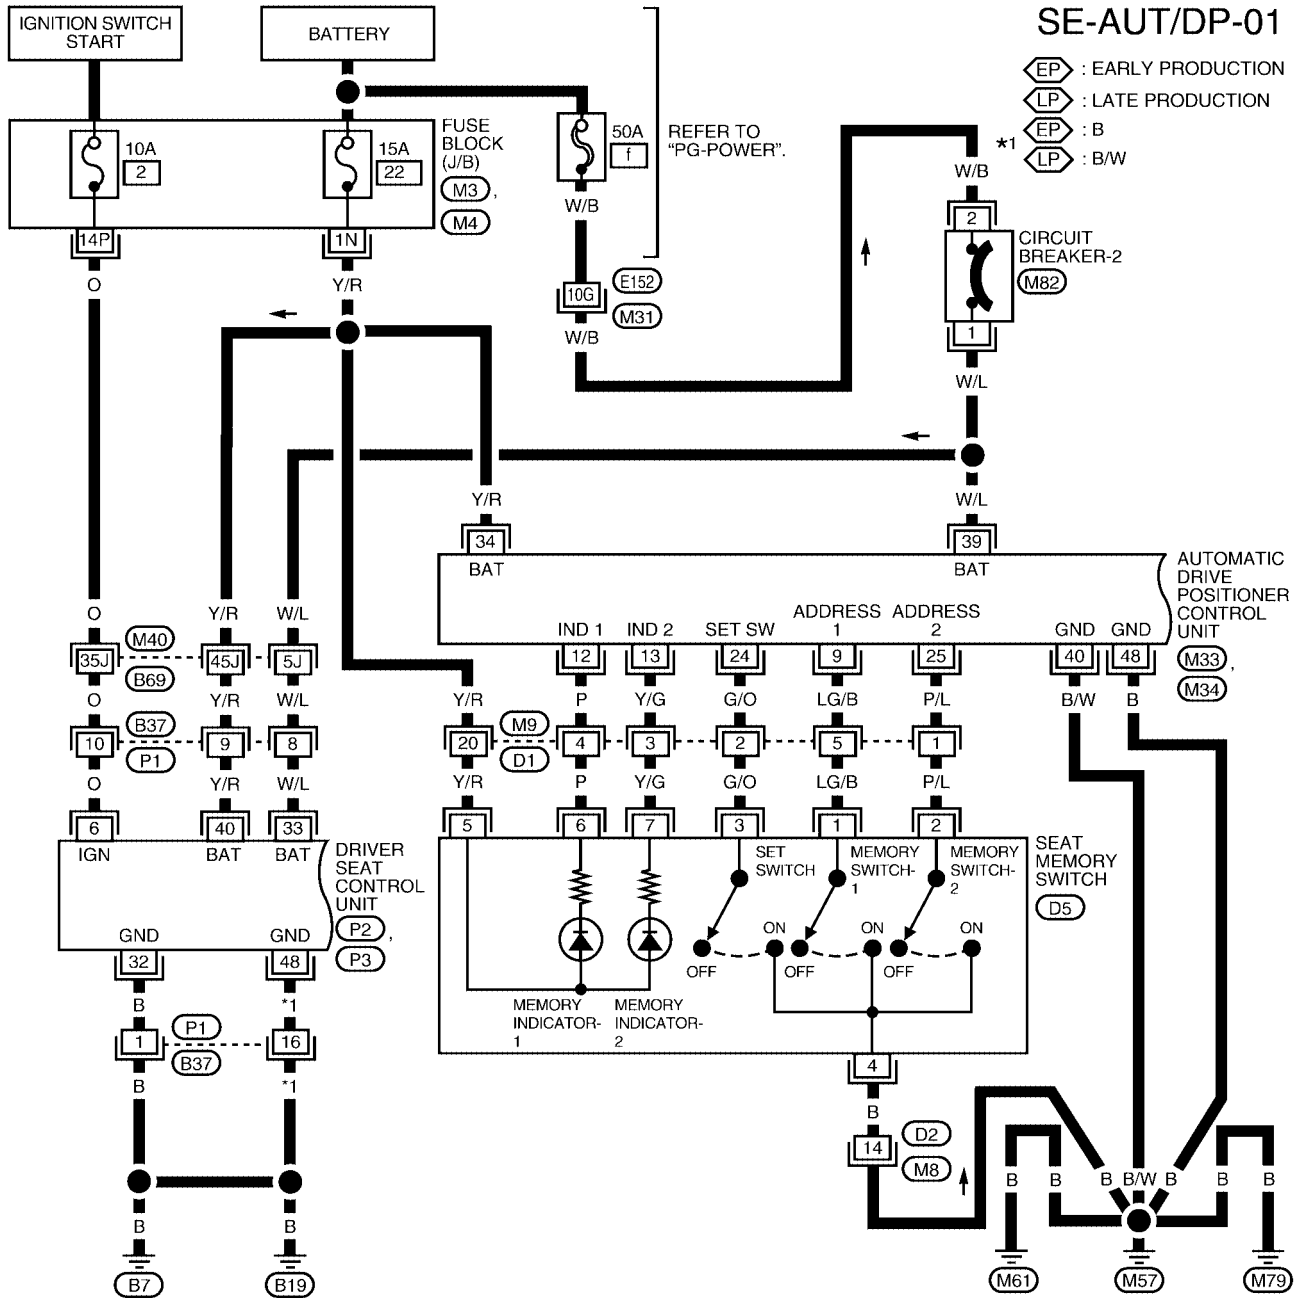 SE-AUT/DP-01
IGNITION SWITCH
START
BATTERY
EP : EARLY PRODUCTION
LP : LATE PRODUCTION
*1 EP : B
LP : B/W
10A
2
15A
22
FUSE
BLOCK
(J/B)
M3 ,
M4
50A
f
REFER TO
"PG-POWER".
W/B
W/B
2
CIRCUIT
BREAKER-2
M82
1
14P
1N
O
Y/R
10G
E152
M31
W/B
W/L
Y/R
W/L
34
39
BAT
BAT
AUTOMATIC
DRIVE
POSITIONER
CONTROL
UNIT
M33 ,
M34
IND 1
IND 2
SET SW
ADDRESS
1
ADDRESS
2
GND
GND
12
13
24
9
25
40
48
O
Y/R
W/L
35J
M40
B69
45J
5J
O
Y/R
W/L
Y/R
P
Y/G
G/O
LG/B
P/L
B/W
B
10
B37
P1
9
8
20
M9
D1
4
3
2
5
1
O
Y/R
W/L
Y/R
P
Y/G
G/O
LG/B
P/L
6
40
33
5
6
7
3
1
2
IGN
BAT
BAT
DRIVER
SEAT
CONTROL
UNIT
P2 ,
P3
GND
GND
SET
SWITCH
MEMORY
SWITCH-
1
MEMORY
SWITCH-
2
SEAT
MEMORY
SWITCH
D5
ON
ON
ON
OFF
OFF
OFF
32
48
B
*1
MEMORY
INDICATOR-
1
MEMORY
INDICATOR-
2
1
P1
B37
16
B
*1
4
B
14
D2
M8
B
B
B
B
B
B/W
B
B
B
B7
B19
M61
M57
M79